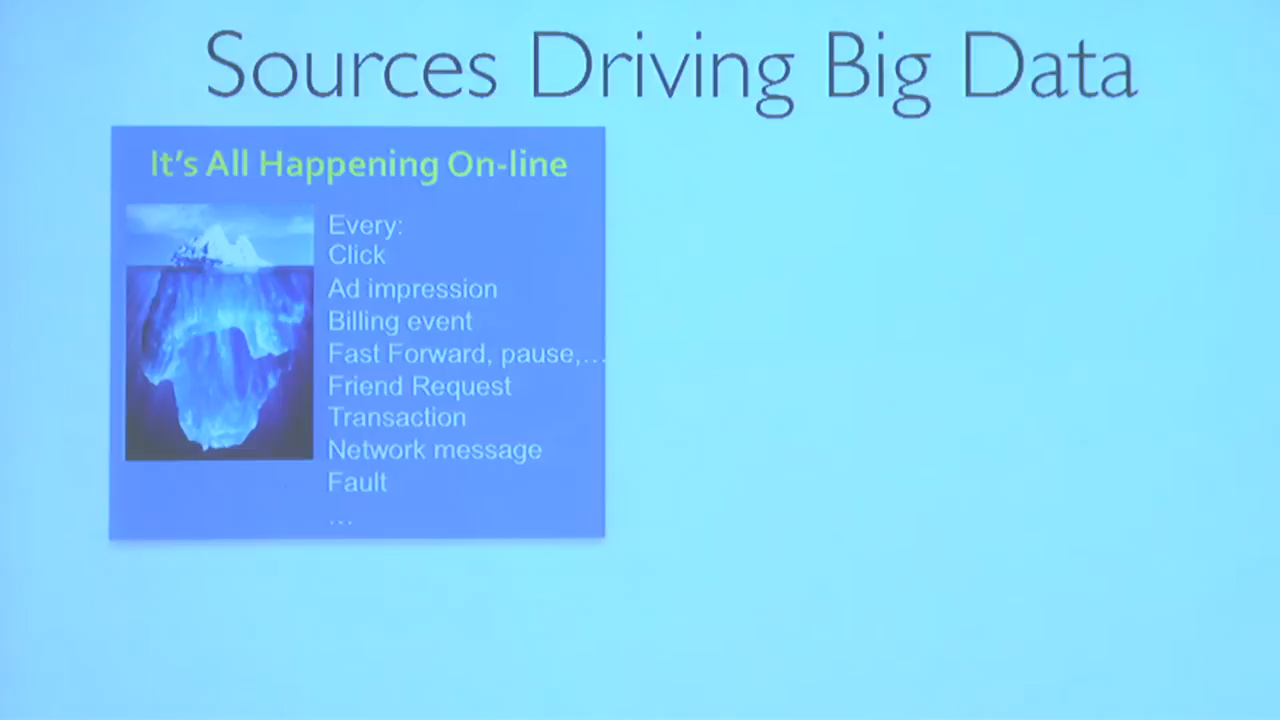 Sources Driving Big Data
It's All Happening On-line
Every:
Click
Ad impression
Billing event
Fast Forward, pause,...
Friend Request
Transaction
Network message
Fault
...